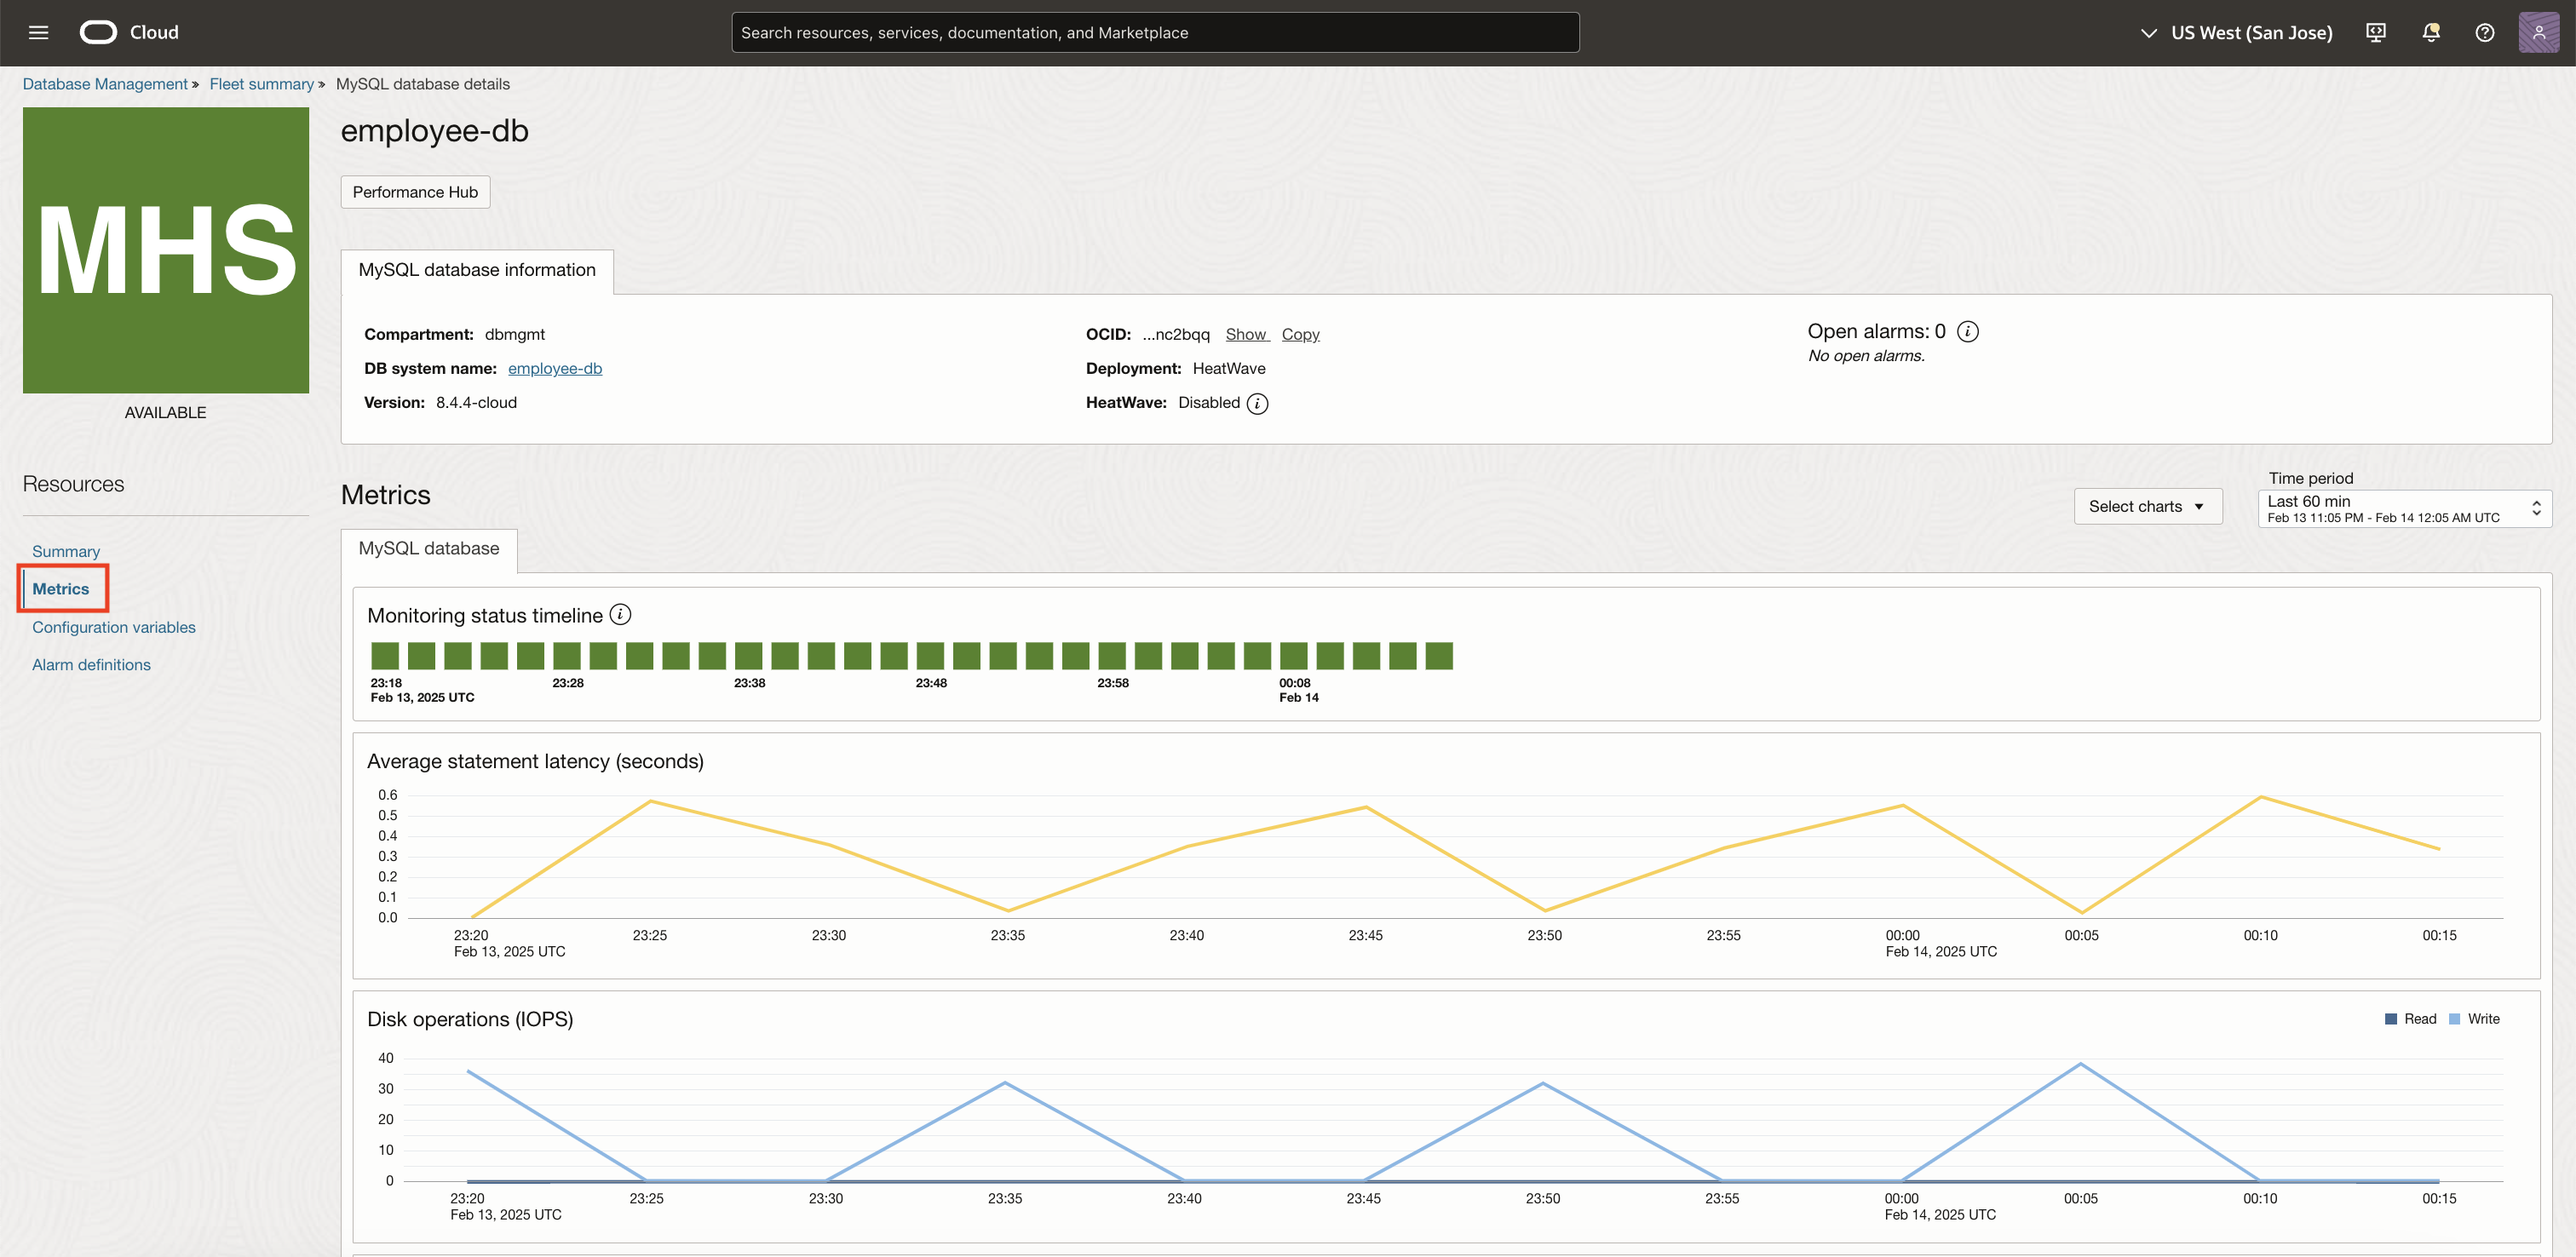 Cloud
Search resources, services, documentation, and Marketplace
US West (San Jose)
Database Management » Fleet summary » MySQL database details
MHS
AVAILABLE
employee-db
Performance Hub
MySQL database information
Compartment: dbmgmt
DB system name: employee-db
Version: 8.4.4-cloud
OCID: ...nc2bqq Show Copy
Deployment: HeatWave
HeatWave: Disabled
Open alarms: 0
No open alarms.
Resources
Summary
Metrics
Configuration variables
Alarm definitions
Metrics
Select charts
Time period
Last 60 min
Feb 13 11:05 PM - Feb 14 12:05 AM UTC
MySQL database
Monitoring status timeline
23:18 23:28 23:38 23:48 23:58 00:08
Feb 13, 2025 UTC Feb 14
Average statement latency (seconds)
0.6
0.5
0.4
0.3
0.2
0.1
0.0
23:20 23:25 23:30 23:35 23:40 23:45 23:50 23:55 00:00 00:05 00:10 00:15
Feb 13, 2025 UTC Feb 14, 2025 UTC
Disk operations (IOPS)
Read Write
40
30
20
10
0
23:20 23:25 23:30 23:35 23:40 23:45 23:50 23:55 00:00 00:05 00:10 00:15
Feb 13, 2025 UTC Feb 14, 2025 UTC